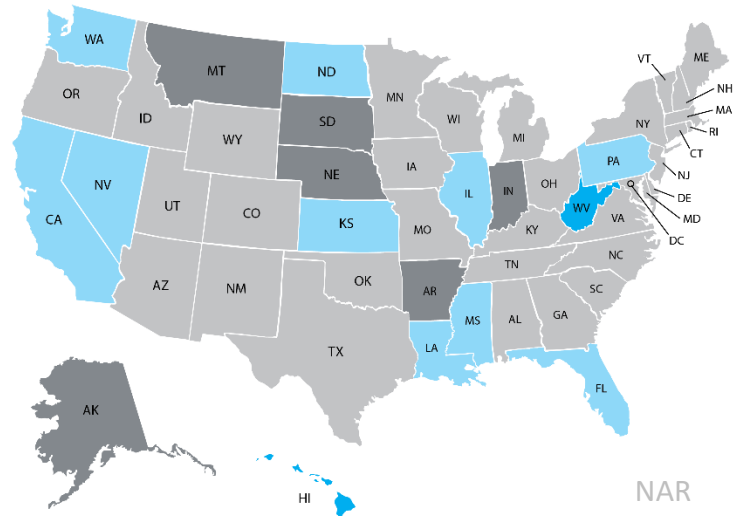 WA
MT
ND
MN
VT
ME
OR
ID
SD
WI
MI
NY
NH
MA
RI
CT
WY
NE
IA
PA
NJ
NV
UT
CO
IL
IN
OH
DE
MD
DC
CA
KS
MO
KY
WV
VA
AZ
NM
OK
AR
TN
NC
SC
TX
LA
MS
AL
GA
FL
AK
HI
NAR